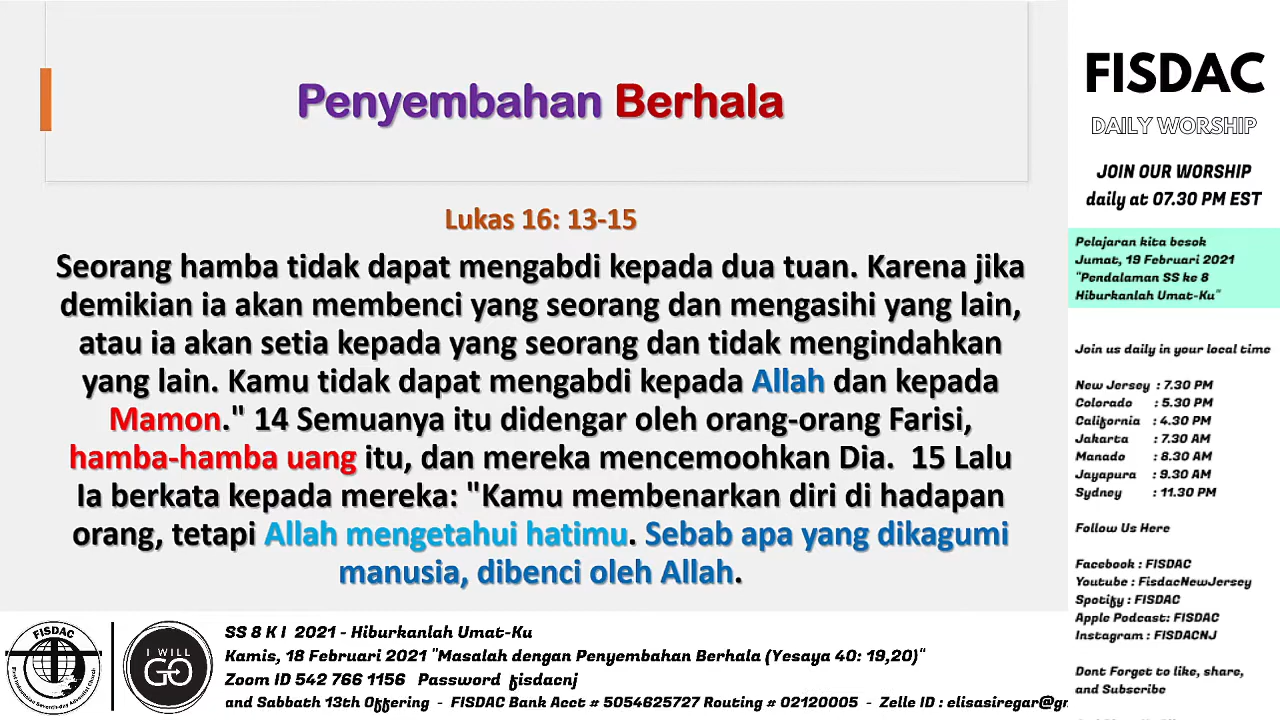 Penyembahan Berhala
Lukas 16: 13-15
Seorang hamba tidak dapat mengabdi kepada dua tuan. Karena jika
demikian ia akan membenci yang seorang dan mengasihi yang lain,
atau ia akan setia kepada yang seorang dan tidak mengindahkan
yang lain. Kamu tidak dapat mengabdi kepada Allah dan kepada
Mamon." 14 Semuanya itu didengar oleh orang-orang Farisi,
hamba-hamba uang itu, dan mereka mencemoohkan Dia. 15 Lalu
Ia berkata kepada mereka: "Kamu membenarkan diri di hadapan
orang, tetapi Allah mengetahui hatimu. Sebab apa yang dikagumi
manusia, dibenci oleh Allah.
FISDAC
DAILY WORSHIP
JOIN OUR WORSHIP
daily at 07.30 PM EST
Pelajaran kita besok
Jumat, 19 Februari 2021
"Pendalaman SS ke 8
Hiburkanlah Umat-Ku"
Join us daily in your local time
New Jersey : 7.30 PM
Colorado : 5.30 PM
California : 4.30 PM
Jakarta : 7.30 AM
Manado : 8.30 AM
Jayapura : 9.30 AM
Sydney : 11.30 PM
Follow Us Here
Facebook : FISDAC
Youtube : FisdacNewJersey
Spotify : FISDAC
Apple Podcast: FISDAC
Instagram : FISDACNJ
Dont Forget to like, share,
and Subscribe
FISDAC
I WILL
GO
SS 8 K I 2021 - Hiburkanlah Umat-Ku
Kamis, 18 Februari 2021 "Masalah dengan Penyembahan Berhala (Yesaya 40: 19,20)"
Zoom ID 542 766 1156 Password fisdacnj
and Sabbath 13th Offering - FISDAC Bank Acct # 5054625727 Routing # 02120005 - Zelle ID : elisasiregar@